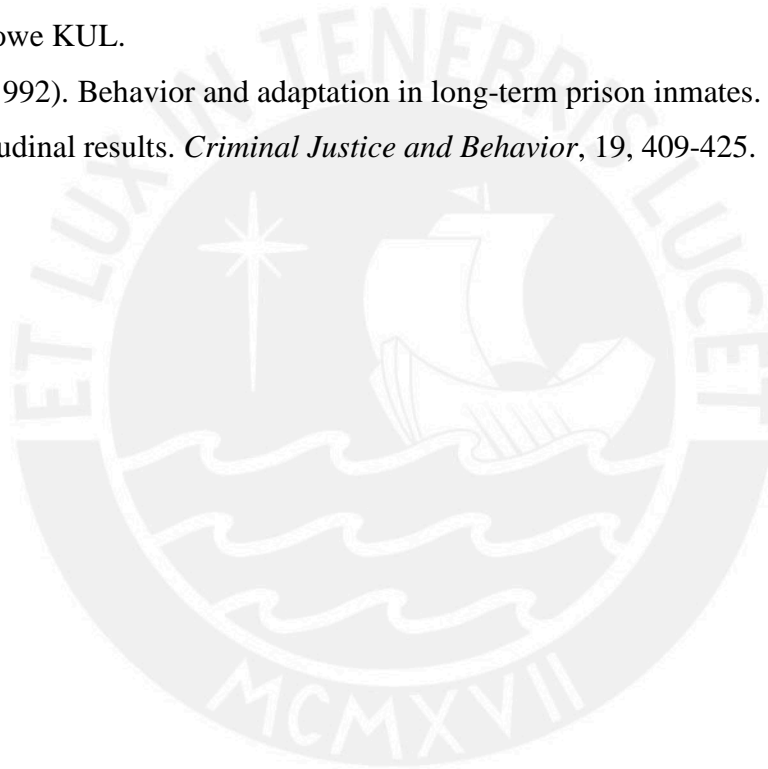 owe KUL.
992). Behavior and adaptation in long-term prison inmates.
udinal results. Criminal Justice and Behavior, 19, 409-425.
ET LUX IN TENEBRIS LUCET
MCMXVII